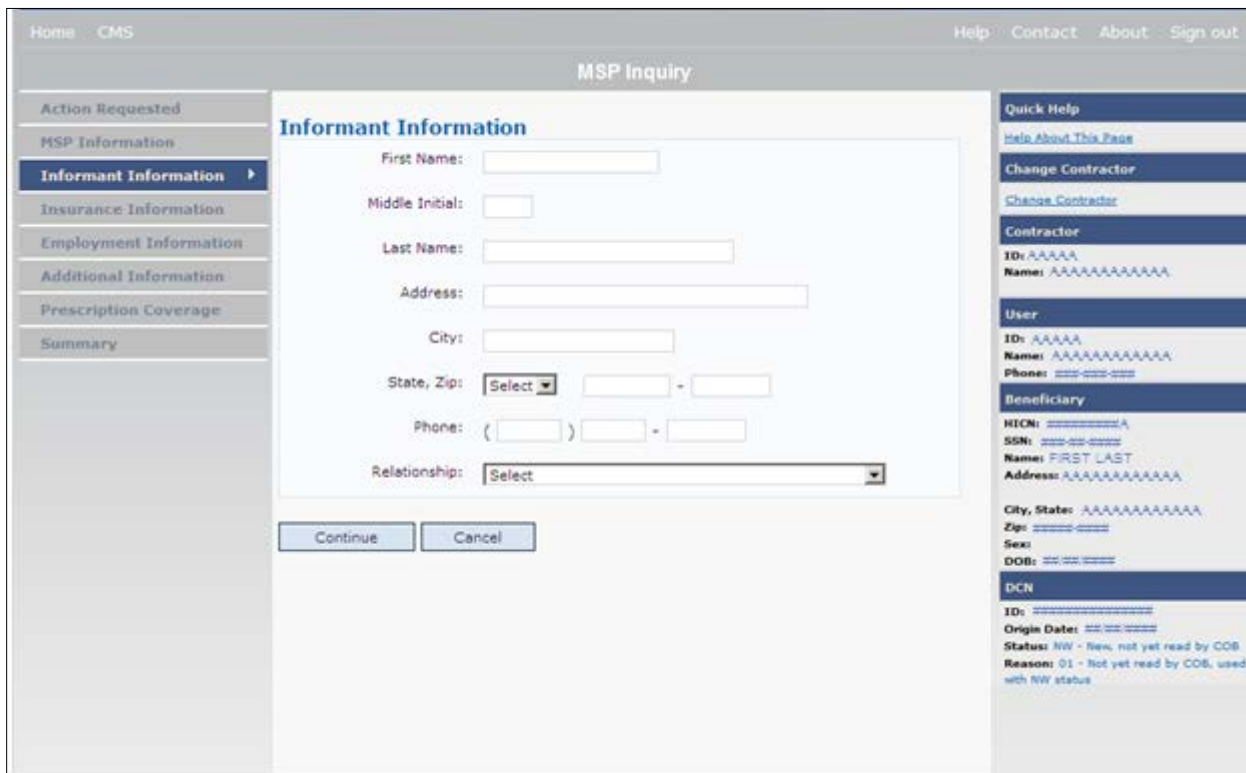 Home CMS Help Contact About Sign out
MSP Inquiry
Action Requested
MSP Information
Informant Information
Insurance Information
Employment Information
Additional Information
Prescription Coverage
Summary
Informant Information
First Name:
Middle Initial:
Last Name:
Address:
City:
State, Zip: Select -
Phone: ( ) -
Relationship: Select
Continue Cancel
Quick Help
Help About This Page
Change Contractor
Change Contractor
Contractor
ID: AAAAA
Name: AAAAAAAAAAAA
User
ID: AAAAA
Name: AAAAAAAAAAAA
Phone: ###-###-###
Beneficiary
HICN: #########A
SSN: ###-##-####
Name: FIRST LAST
Address: AAAAAAAAAAAA
City, State: AAAAAAAAAAAA
Zip: #####-####
Sex:
DOB: ##/##/####
DCN
ID: ###############
Origin Date: ##/##/####
Status: NW - New, not yet read by COB
Reason: 01 - Not yet read by COB, used
with NW status